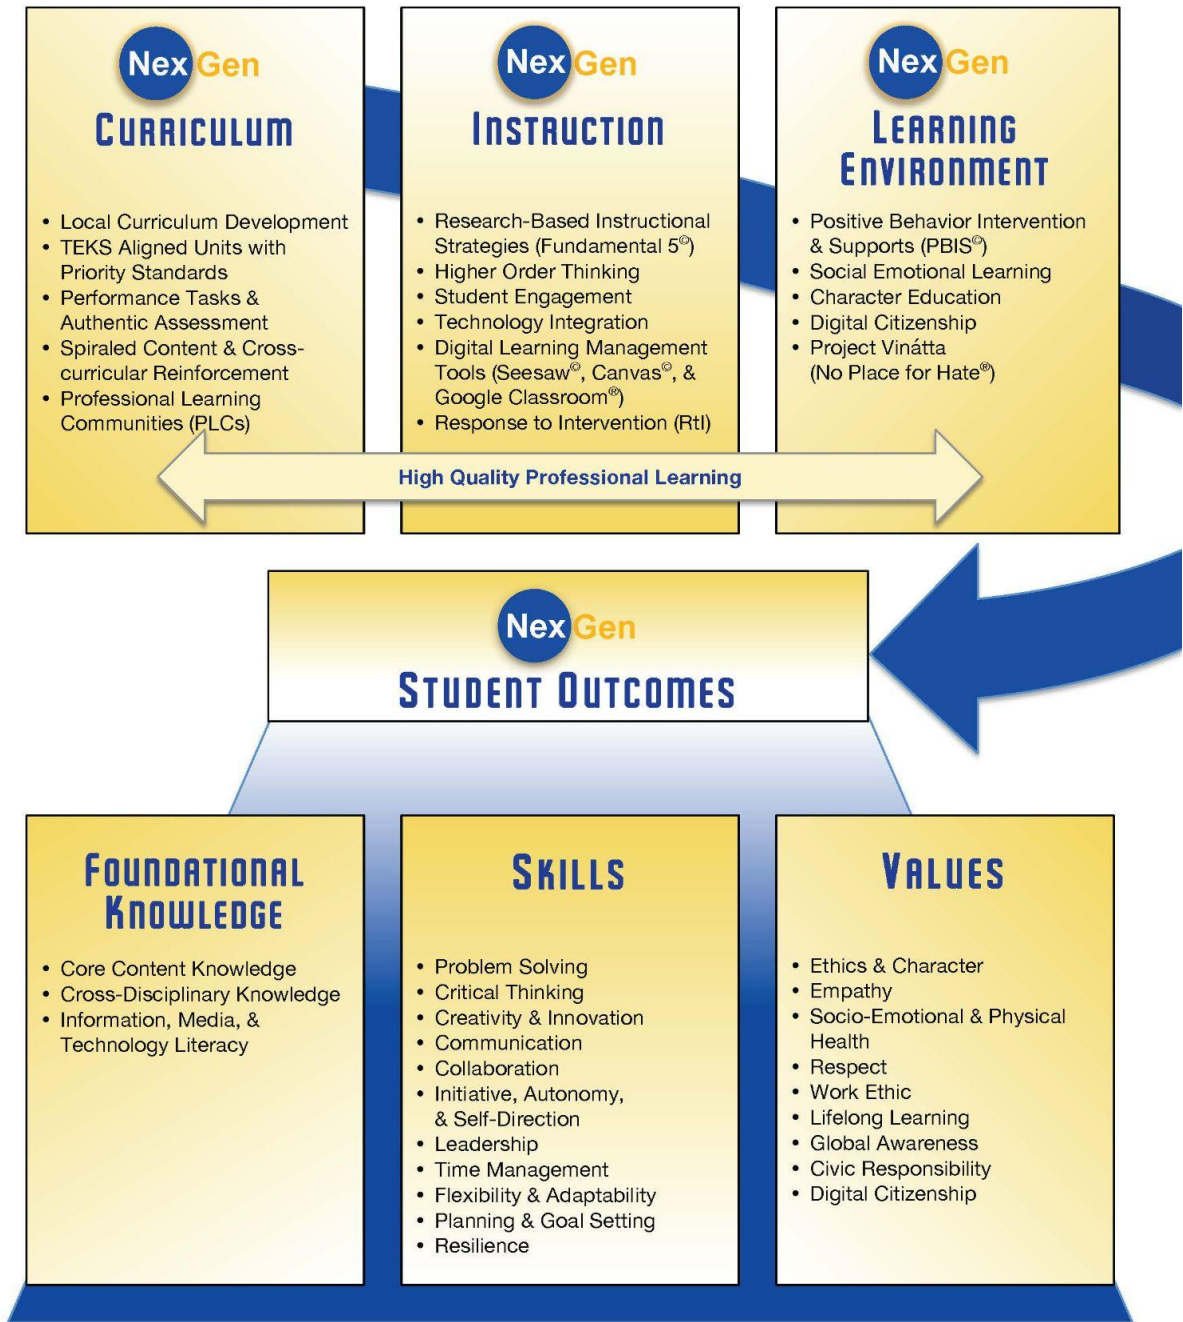 NexGen
CURRICULUM
• Local Curriculum Development
• TEKS Aligned Units with
Priority Standards
• Performance Tasks &
Authentic Assessment
• Spiraled Content & Cross-
curricular Reinforcement
• Professional Learning
Communities (PLCs)
NexGen
INSTRUCTION
• Research-Based Instructional
Strategies (Fundamental 5©)
• Higher Order Thinking
• Student Engagement
• Technology Integration
• Digital Learning Management
Tools (Seesaw©, Canvas©, &
Google Classroom®)
• Response to Intervention (RtI)
NexGen
LEARNING
ENVIRONMENT
• Positive Behavior Intervention
& Supports (PBIS©)
• Social Emotional Learning
• Character Education
• Digital Citizenship
• Project Vinátta
(No Place for Hate®)
High Quality Professional Learning
NexGen
STUDENT OUTCOMES
FOUNDATIONAL
KNOWLEDGE
• Core Content Knowledge
• Cross-Disciplinary Knowledge
• Information, Media, &
Technology Literacy
SKILLS
• Problem Solving
• Critical Thinking
• Creativity & Innovation
• Communication
• Collaboration
• Initiative, Autonomy,
& Self-Direction
• Leadership
• Time Management
• Flexibility & Adaptability
• Planning & Goal Setting
• Resilience
VALUES
• Ethics & Character
• Empathy
• Socio-Emotional & Physical
Health
• Respect
• Work Ethic
• Lifelong Learning
• Global Awareness
• Civic Responsibility
• Digital Citizenship